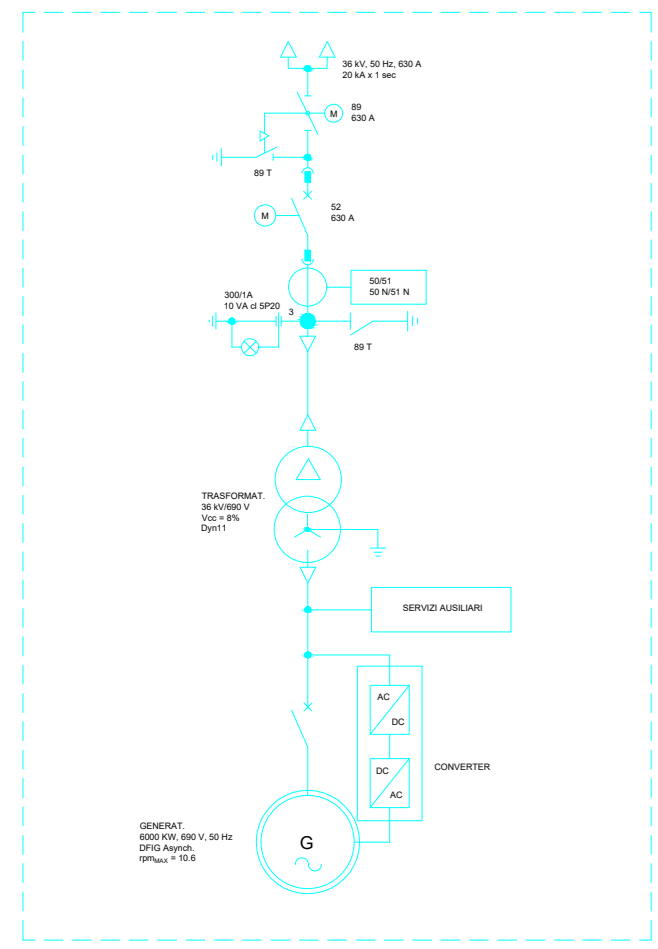 36 kV, 50 Hz, 630 A
20 kA x 1 sec
M
89
630 A
89 T
M
52
630 A
50/51
50 N/51 N
300/1A
10 VA cl 5P20
3
89 T
TRASFORMAT.
36 kV/690 V
Vcc = 8%
Dyn11
SERVIZI AUSILIARI
AC
DC
CONVERTER
DC
AC
GENERAT.
6000 KW, 690 V, 50 Hz
DFIG Asynch.
rpmMAX = 10.6
G